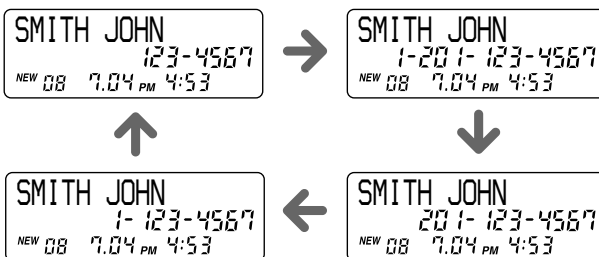 SMITH JOHN
123-4567
NEW 08 7.04 PM 4:53
SMITH JOHN
1-201-123-4567
NEW 08 7.04 PM 4:53
SMITH JOHN
1-123-4567
NEW 08 7.04 PM 4:53
SMITH JOHN
201-123-4567
NEW 08 7.04 PM 4:53